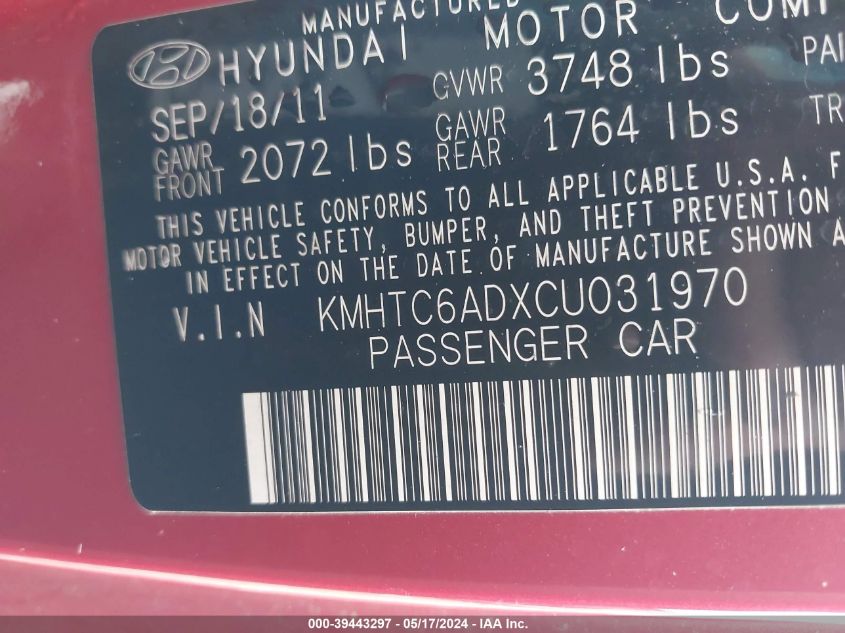 MANUFACTURED
HYUNDAI MOTOR
SEP/18/11 GVWR 3748 lbs
GAWR FRONT 2072 lbs GAWR REAR 1764 lbs
THIS VEHICLE CONFORMS TO ALL APPLICABLE U.S.A. F
MOTOR VEHICLE SAFETY, BUMPER, AND THEFT PREVENTION
IN EFFECT ON THE DATE OF MANUFACTURE SHOWN A
V.I.N KMHTC6ADXCU031970
PASSENGER CAR
000-39443297 - 05/17/2024 - IAA Inc.